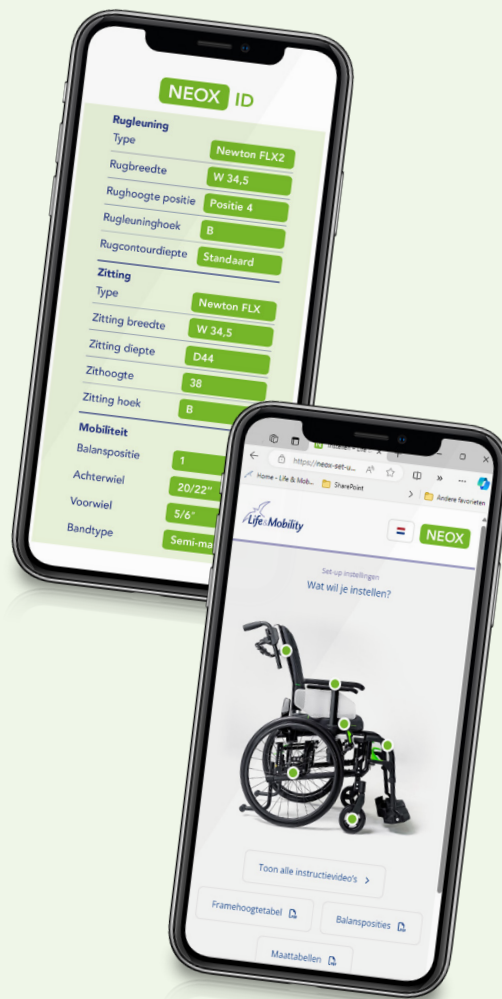 NEOX ID
Rugleuning
Type Newton FLX2
Rugbreedte W 34,5
Rughoogte positie Positie 4
Rugleuninghoek B
Rugcontourdiepte Standaard
Zitting
Type Newton FLX
Zitting breedte W 34,5
Zitting diepte D44
Zithoogte 38
Zitting hoek B
Mobiliteit
Balanspositie 1
Achterwiel 20/22"
Voorwiel 5/6"
Bandtype Semi-ma
https://neox-set-u...
Home - Life & Mob... SharePoint Andere favorieten
Life&Mobility NEOX
Set-up instellingen
Wat wil je instellen?
Toon alle instructievideo's
Framehoogtetabel Balansposities
Maattabellen